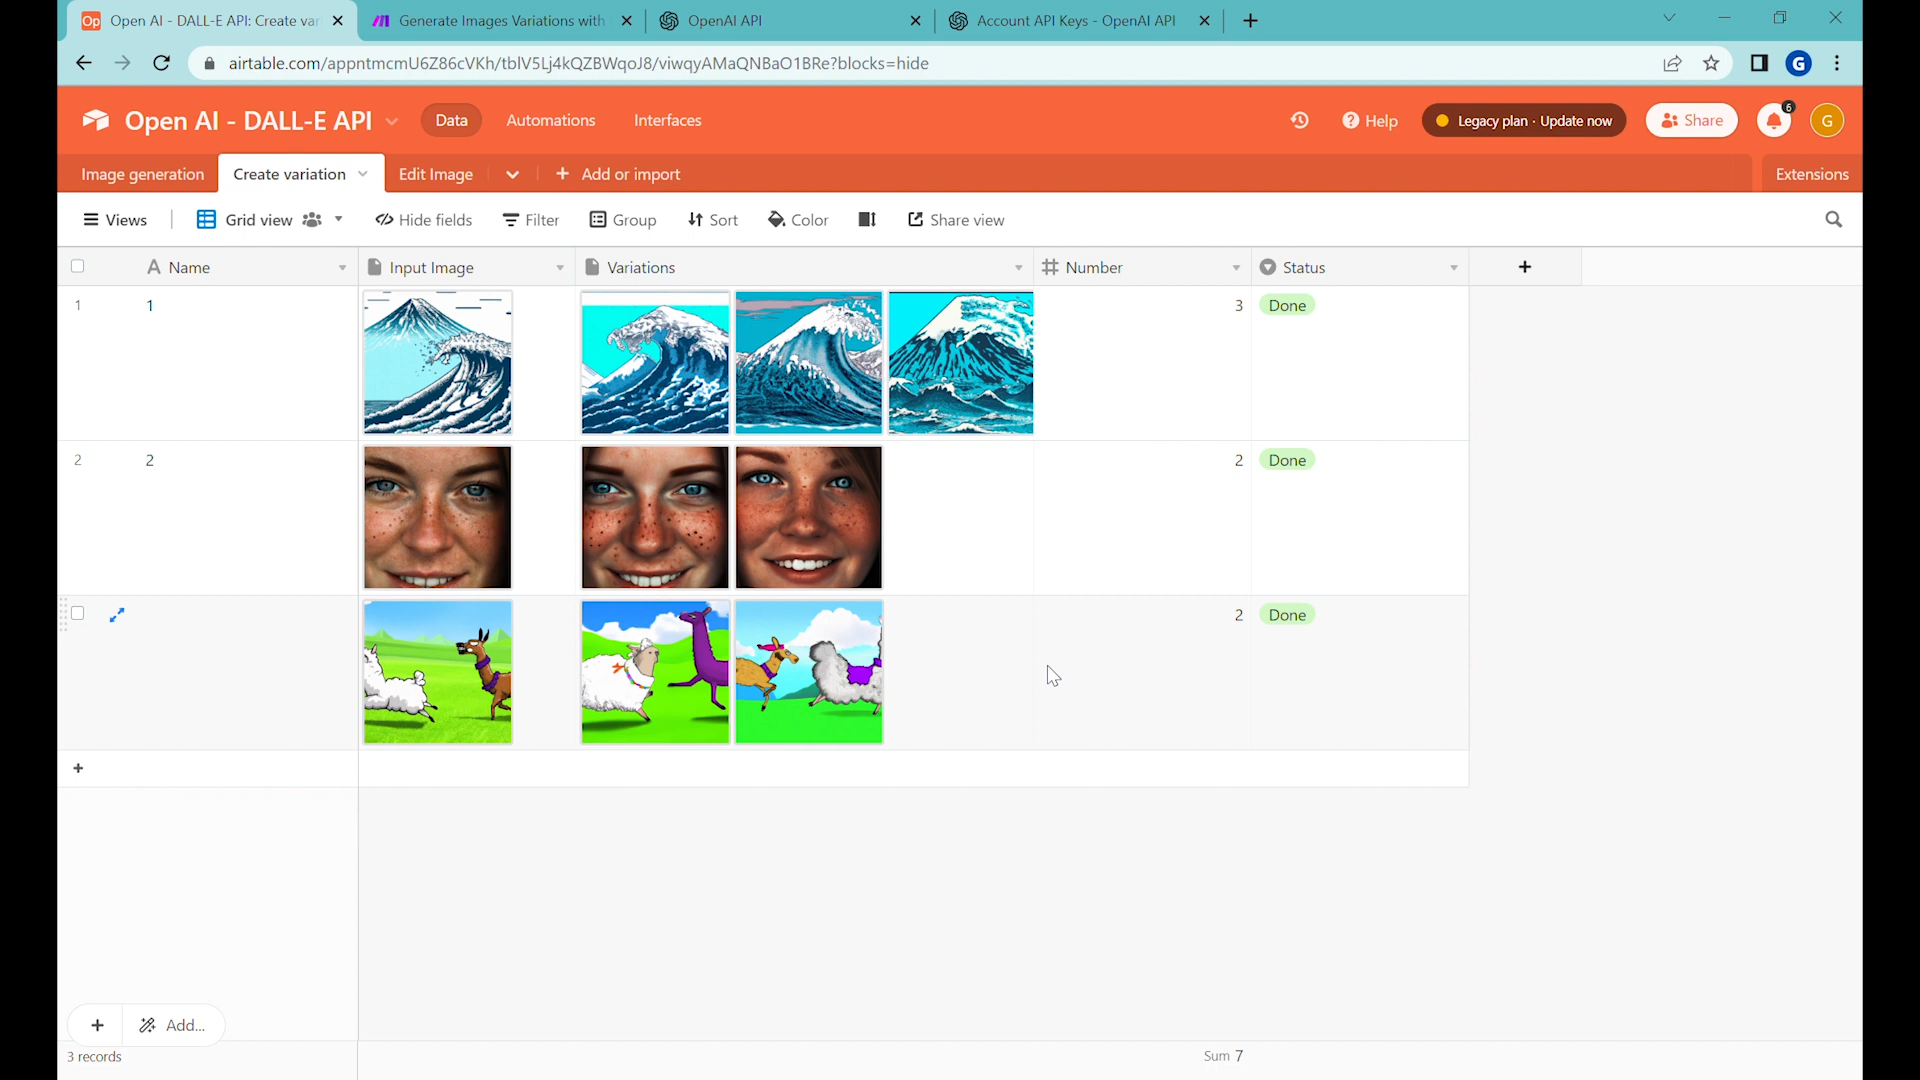 Open AI - DALL-E API: Create var
Generate Images Variations with
OpenAI API
Account API Keys - OpenAI API
airtable.com/appntmcmU6Z86cVKh/tblV5Lj4kQZBWqoJ8/viwqyAMaQNBaO1BRe?blocks=hide
G
Open AI - DALL-E API
Data
Automations
Interfaces
Help
Legacy plan · Update now
Share
6
G
Image generation
Create variation
Edit Image
Add or import
Extensions
Views
Grid view
Hide fields
Filter
Group
Sort
Color
Share view
Name
Input Image
Variations
Number
Status
1 1 3 Done
2 2 2 Done
2 Done
Add...
3 records
Sum 7